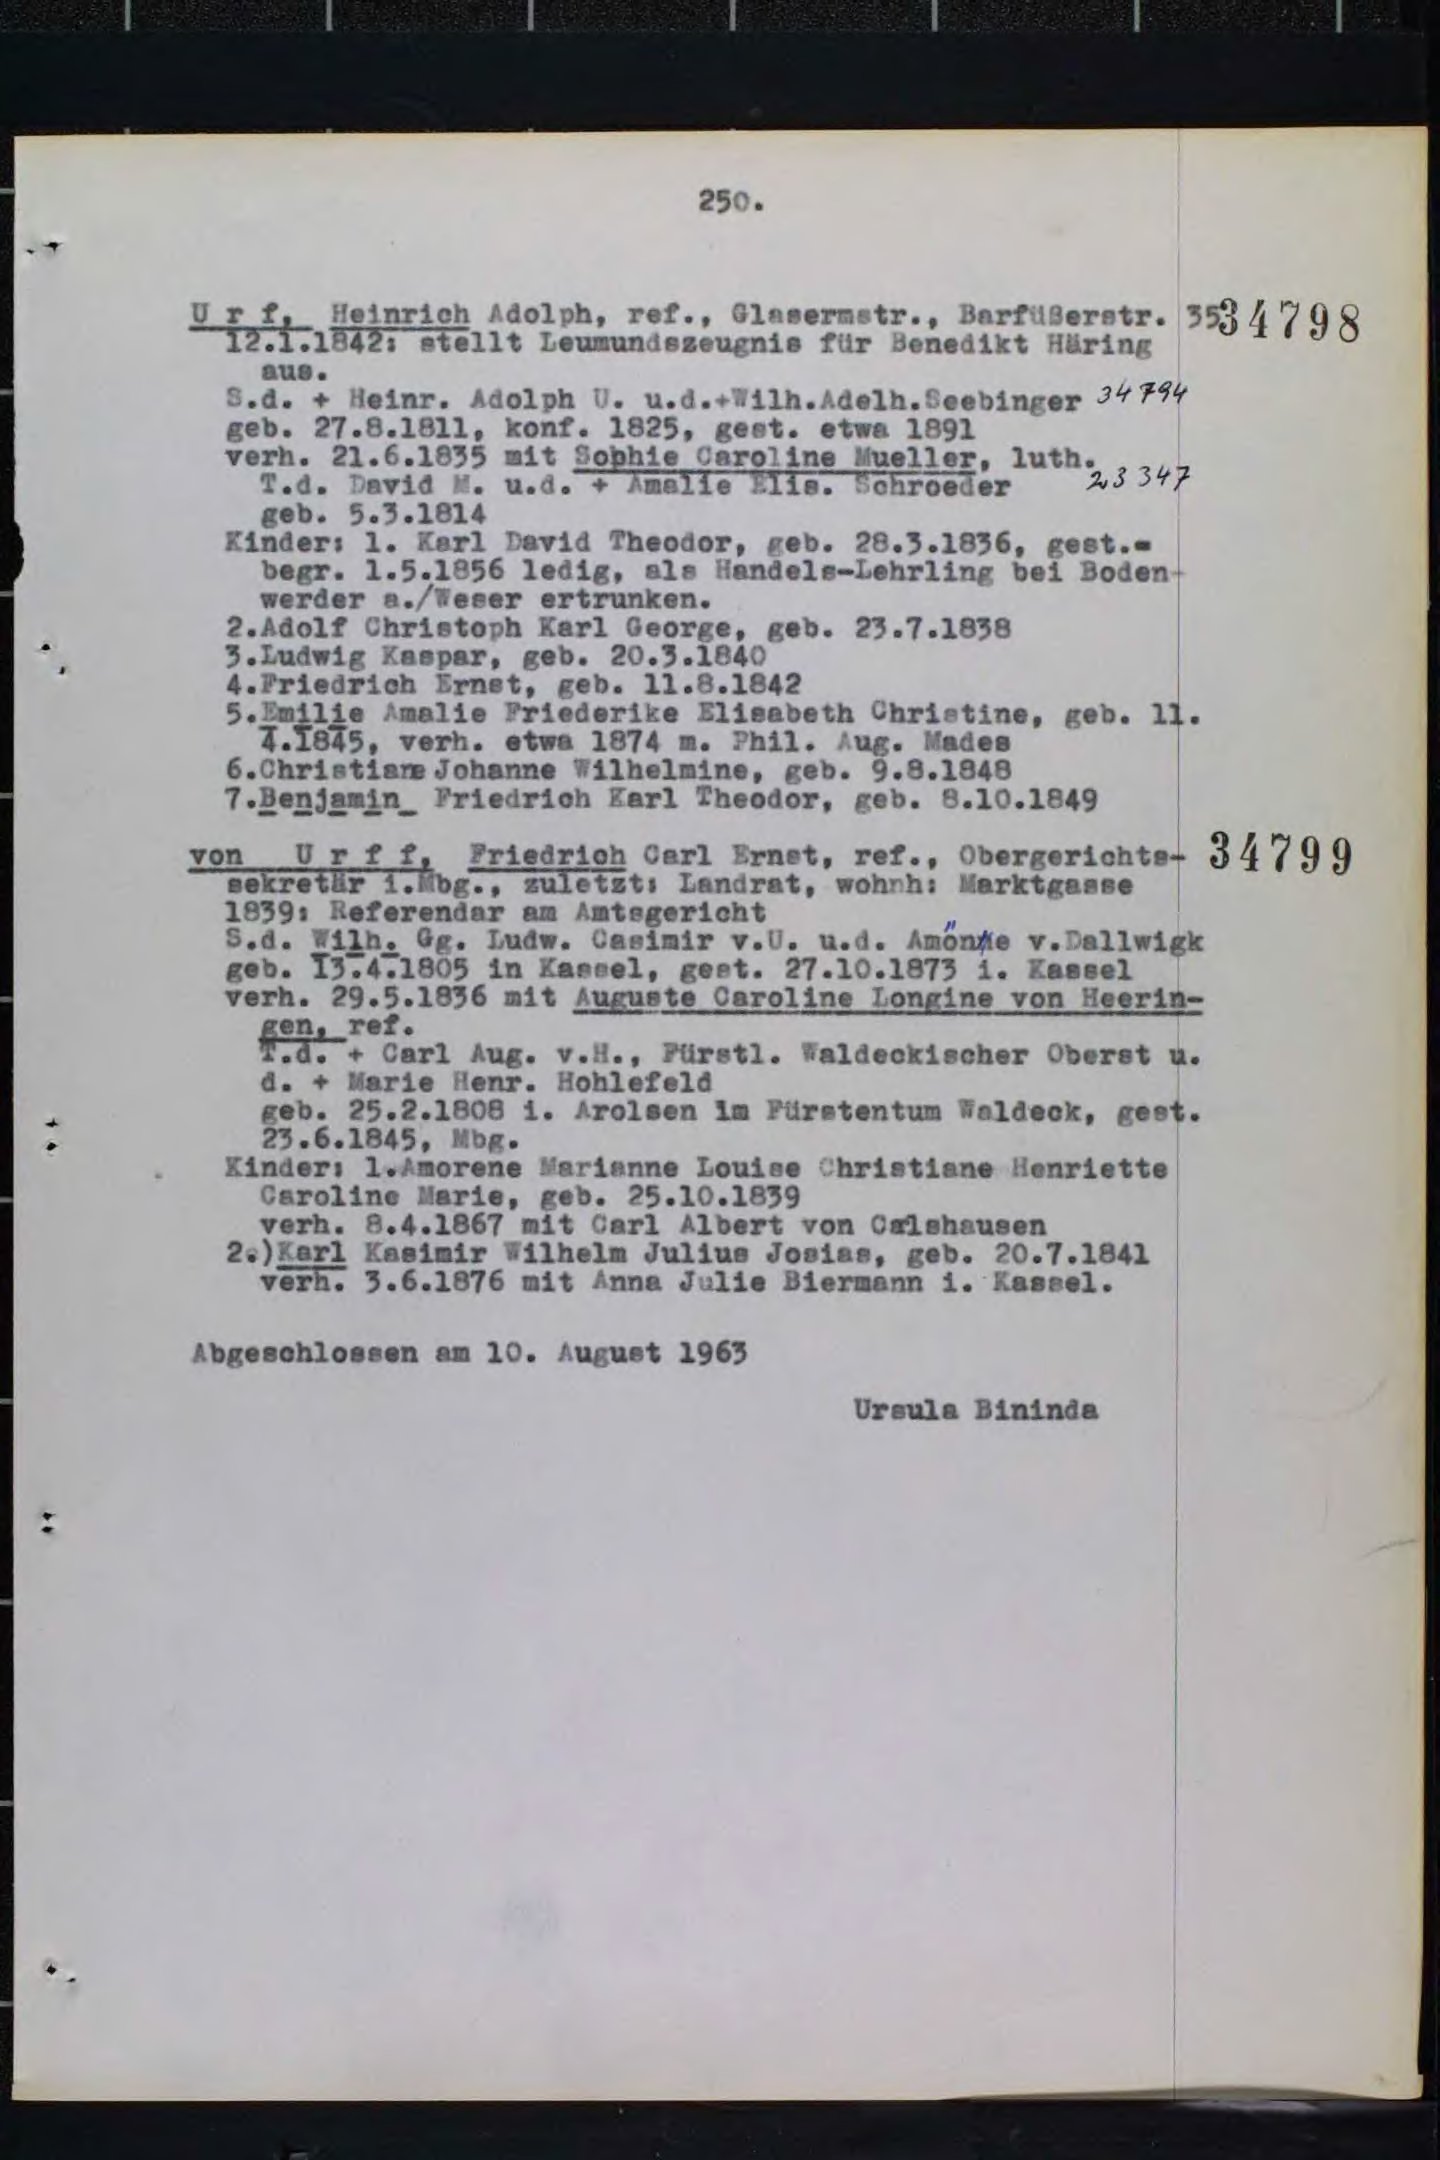 250.
U r f, Heinrich Adolph, ref., Glasermstr., Barfüßerstr. 35 34798
12.1.1842: stellt Leumundszeugnis für Benedikt Häring
aus.
S.d. + Heinr. Adolph U. u.d.+Wilh.Adelh.Seebinger 34794
geb. 27.8.1811, konf. 1825, gest. etwa 1891
verh. 21.6.1835 mit Sophie Caroline Mueller, luth.
T.d. David M. u.d. + Amalie Elis. Schroeder 23347
geb. 5.3.1814
Kinder: 1. Karl David Theodor, geb. 28.3.1836, gest.=
begr. 1.5.1856 ledig, als Handels-Lehrling bei Boden-
werder a./Weser ertrunken.
2.Adolf Christoph Karl George, geb. 23.7.1838
3.Ludwig Kaspar, geb. 20.3.1840
4.Friedrich Ernst, geb. 11.8.1842
5.Emilie Amalie Friederike Elisabeth Christine, geb. 11.
4.1845, verh. etwa 1874 m. Phil. Aug. Mades
6.Christiane Johanne Wilhelmine, geb. 9.8.1848
7.Benjamin Friedrich Karl Theodor, geb. 8.10.1849
von U r f f, Friedrich Carl Ernst, ref., Obergerichts- 34799
sekretär i.Mbg., zuletzt: Landrat, wohnh: Marktgasse
1839: Referendar am Amtsgericht
S.d. Wilh. Gg. Ludw. Casimir v.U. u.d. Amöne v.Dallwigk
geb. 13.4.1805 in Kassel, gest. 27.10.1873 i. Kassel
verh. 29.5.1836 mit Auguste Caroline Longine von Heerin-
gen, ref.
T.d. + Carl Aug. v.H., Fürstl. Waldeckischer Oberst u.
d. + Marie Henr. Hohlefeld
geb. 25.2.1808 i. Arolsen im Fürstentum Waldeck, gest.
23.6.1845, Mbg.
Kinder: 1.Amorene Marianne Louise Christiane Henriette
Caroline Marie, geb. 25.10.1839
verh. 8.4.1867 mit Carl Albert von Calshausen
2.)Karl Kasimir Wilhelm Julius Josias, geb. 20.7.1841
verh. 3.6.1876 mit Anna Julie Biermann i. Kassel.
Abgeschlossen am 10. August 1963
Ursula Bininda